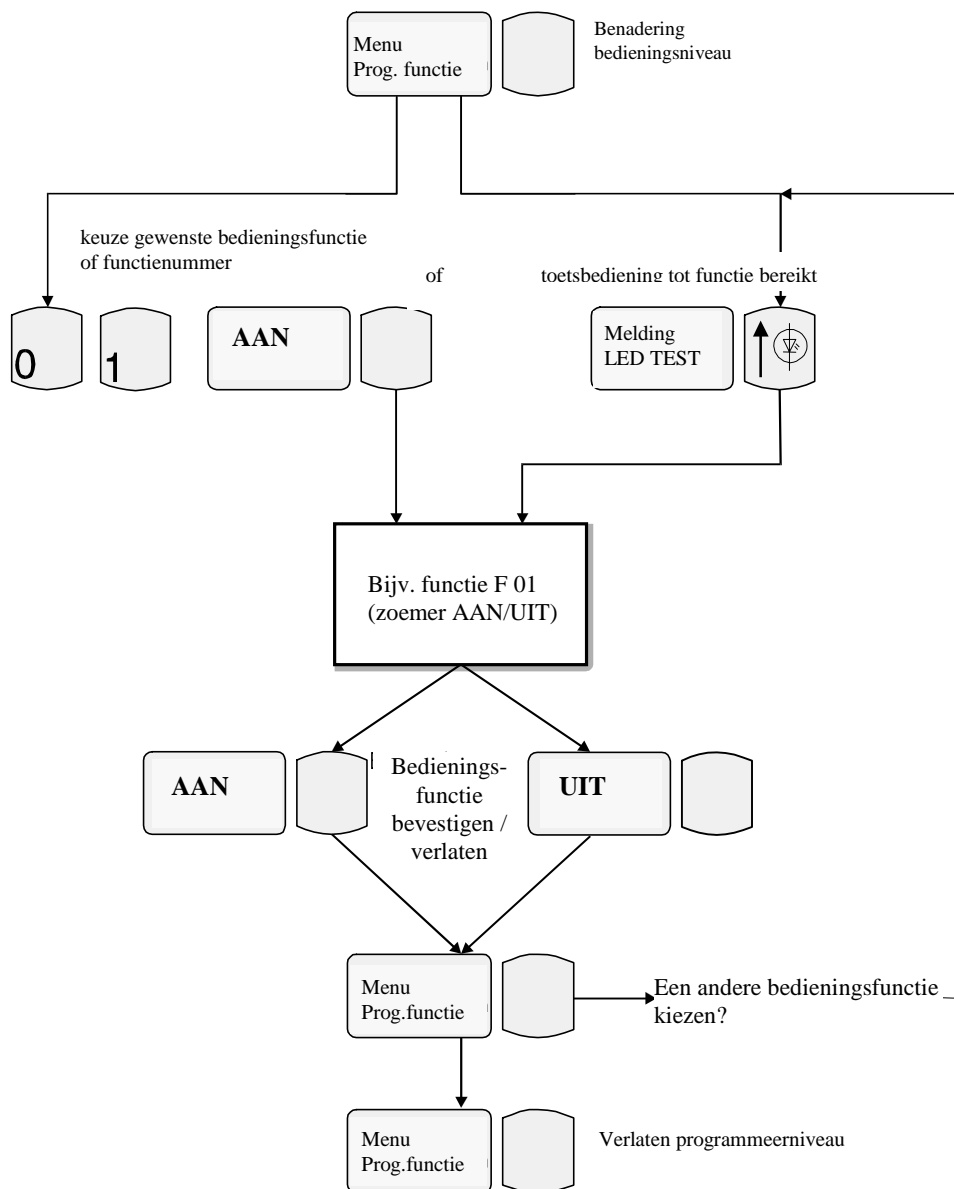 Menu
Prog. functie
Benadering
bedieningsniveau
keuze gewenste bedieningsfunctie
of functienummer
of
toetsbediening tot functie bereikt
0
1
AAN
Melding
LED TEST
Bijv. functie F 01
(zoemer AAN/UIT)
AAN
Bedienings-
functie
bevestigen /
verlaten
UIT
Menu
Prog.functie
Een andere bedieningsfunctie
kiezen?
Menu
Prog.functie
Verlaten programmeerniveau